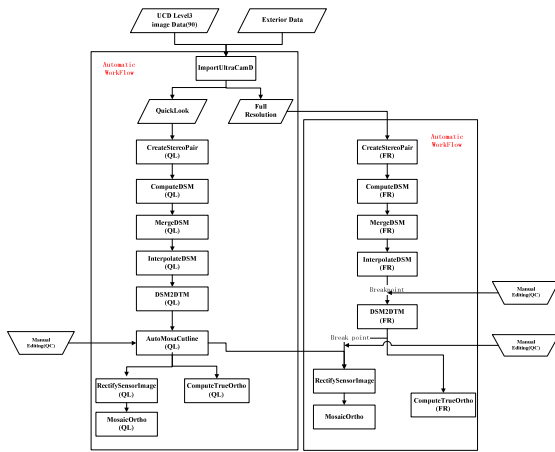 UCD Level3
image Data(90)
Exterior Data
Automatic
WorkFlow
ImportUltraCamD
QuickLook
Full
Resolution
CreateStereoPair
(QL)
ComputeDSM
(QL)
MergeDSM
(QL)
InterpolateDSM
(QL)
DSM2DTM
(QL)
Manual
Editing(QC)
AutoMoxaCutline
(QL)
RectifySensorImage
(QL)
ComputeTrueOrtho
(QL)
MosaicOrtho
(QL)
Automatic
WorkFlow
CreateStereoPair
(FR)
ComputeDSM
(FR)
MergeDSM
(FR)
InterpolateDSM
(FR)
Breakpoint
Manual
Editing(QC)
DSM2DTM
(FR)
Break point
Manual
Editing(QC)
RectifySensorImage
MosaicOrtho
ComputeTrueOrtho
(FR)